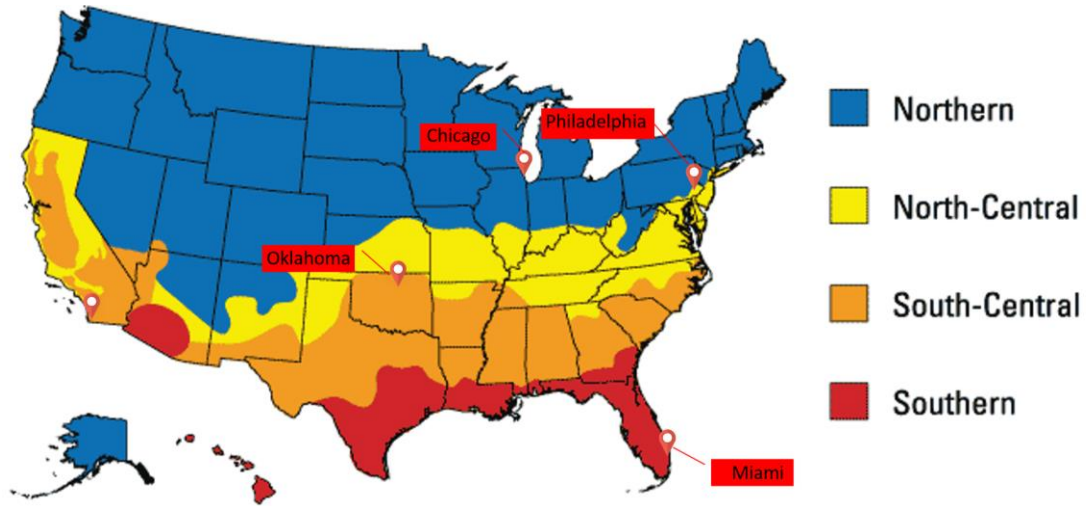 Chicago
Philadelphia
Oklahoma
Miami
Northern
North-Central
South-Central
Southern